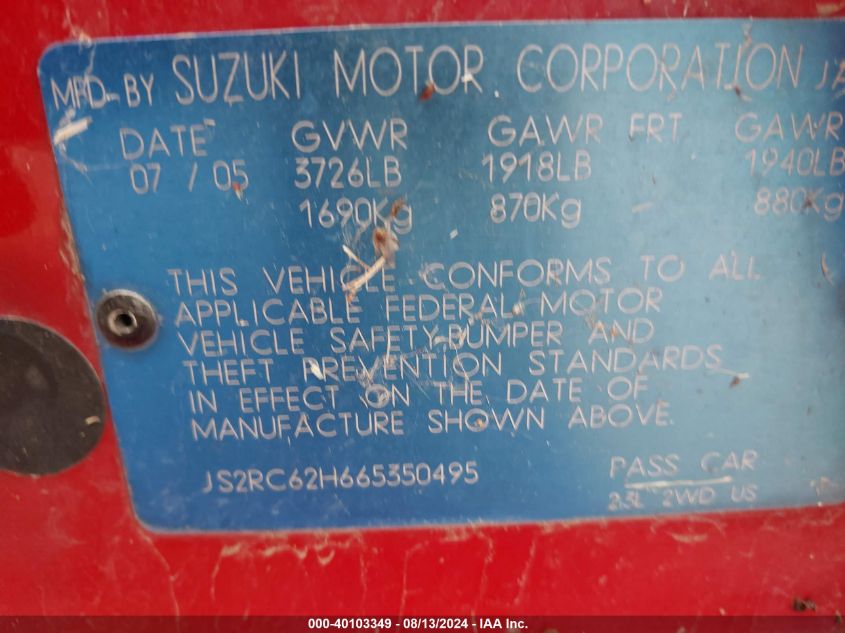 MFD. BY SUZUKI MOTOR CORPORATION JA
DATE GVWR GAWR FRT GAWR
07 / 05 3726LB 1918LB 1940LB
1690Kg 870Kg 880Kg
THIS VEHICLE CONFORMS TO ALL
APPLICABLE FEDERAL MOTOR
VEHICLE SAFETY, BUMPER AND
THEFT PREVENTION STANDARDS
IN EFFECT ON THE DATE OF
MANUFACTURE SHOWN ABOVE.
JS2RC62H665350495 PASS CAR
2.3L 2WD US
000-40103349 - 08/13/2024 - IAA Inc.